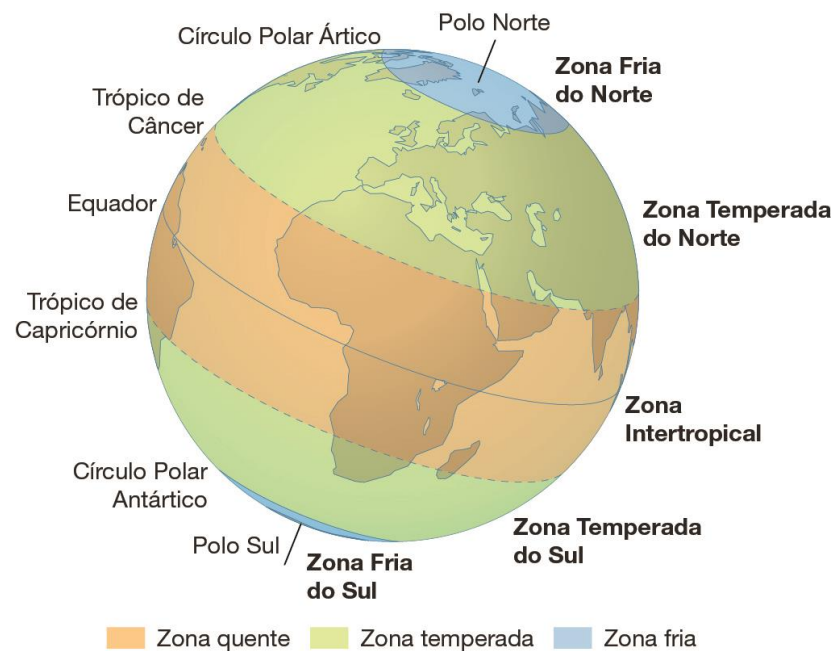 Polo Norte
Círculo Polar Ártico
Zona Fria
do Norte
Trópico de
Câncer
Equador
Zona Temperada
do Norte
Trópico de
Capricórnio
Zona
Intertropical
Círculo Polar
Antártico
Zona Temperada
do Sul
Polo Sul
Zona Fria
do Sul
Zona quente
Zona temperada
Zona fria